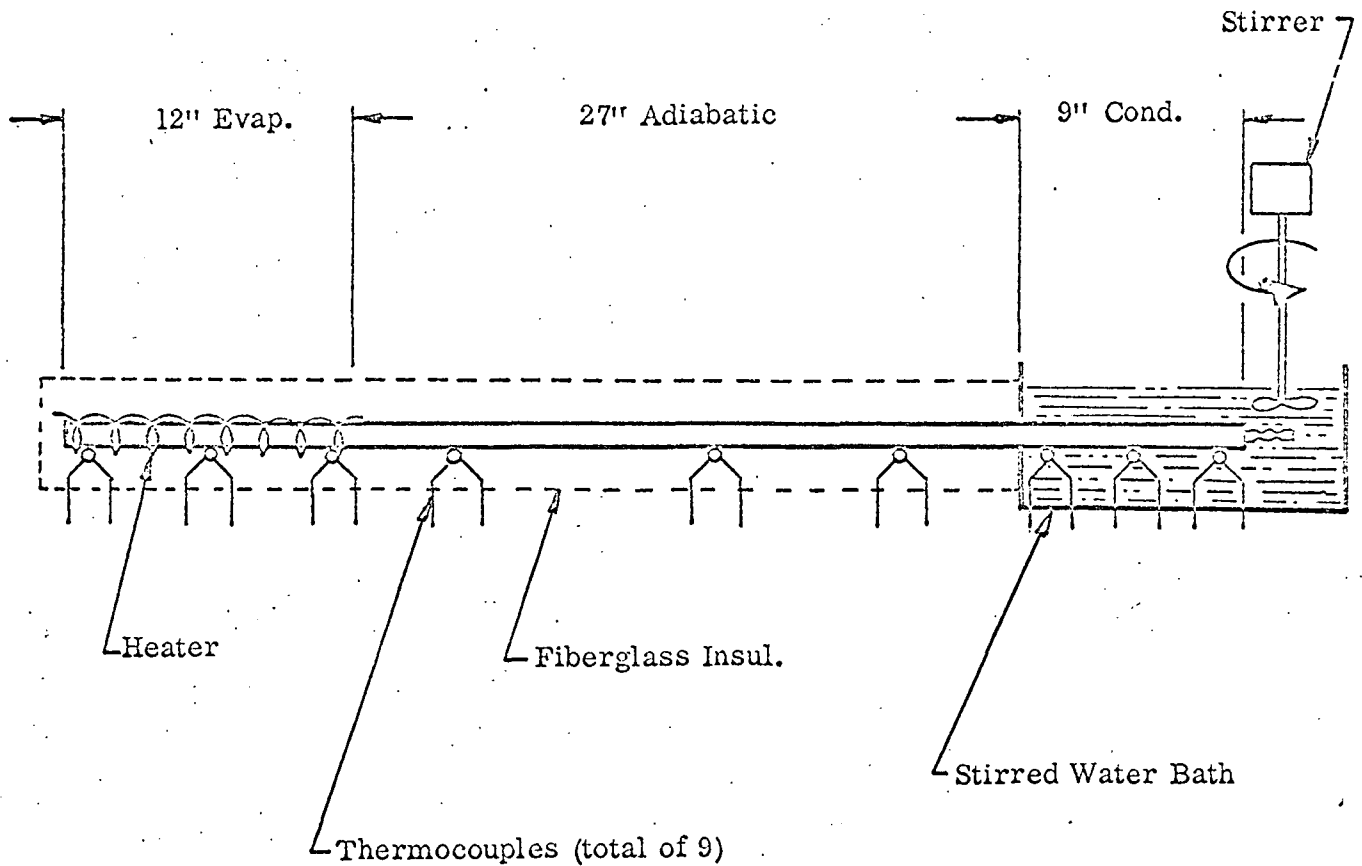 Stirrer
12" Evap.
27" Adiabatic
9" Cond.
Heater
Fiberglass Insul.
Stirred Water Bath
Thermocouples (total of 9)